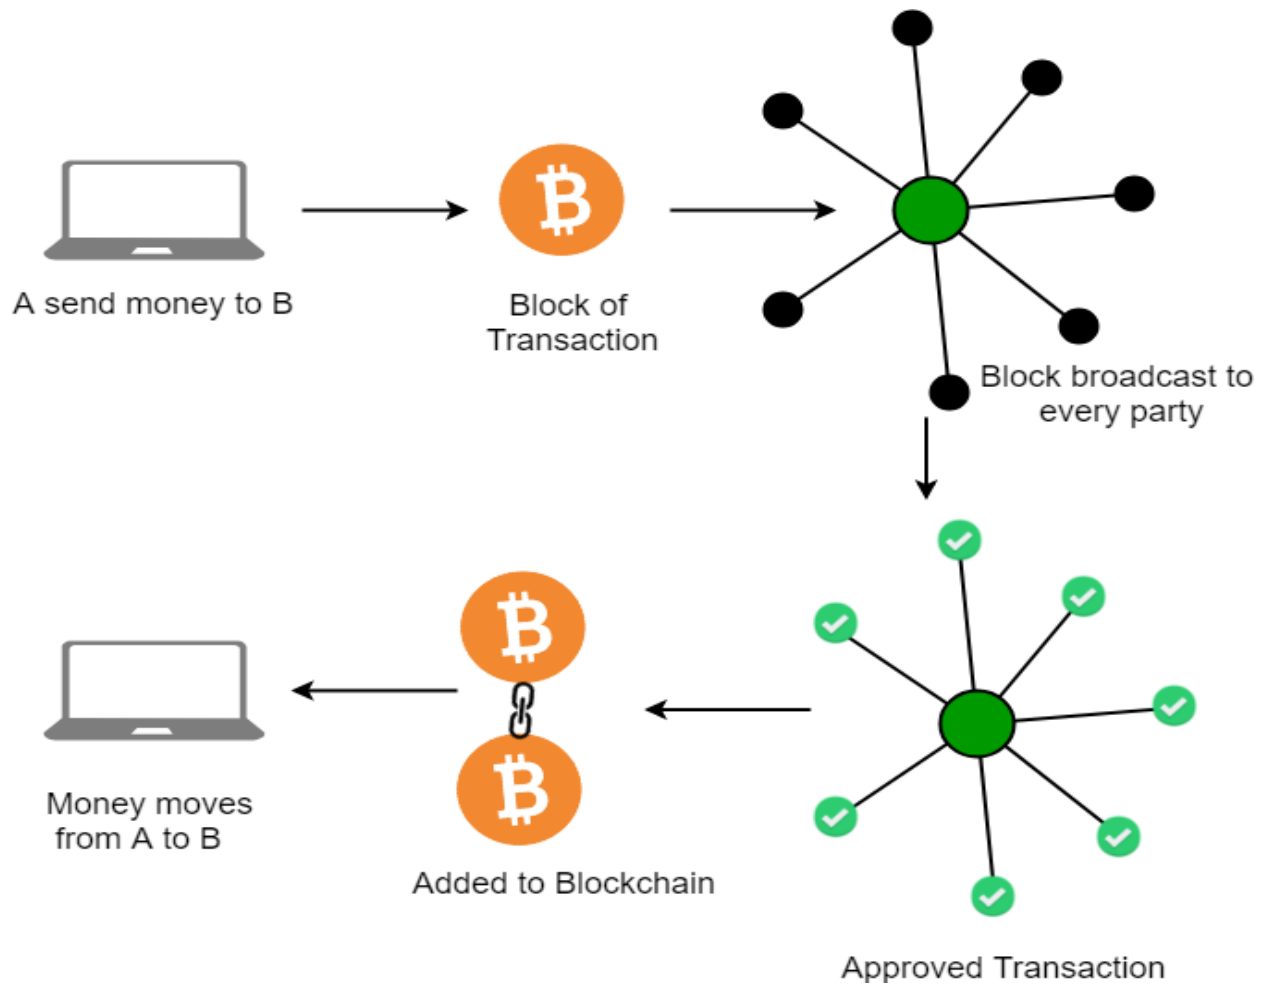 A send money to B
Block of
Transaction
Block broadcast to
every party
Approved Transaction
Added to Blockchain
Money moves
from A to B